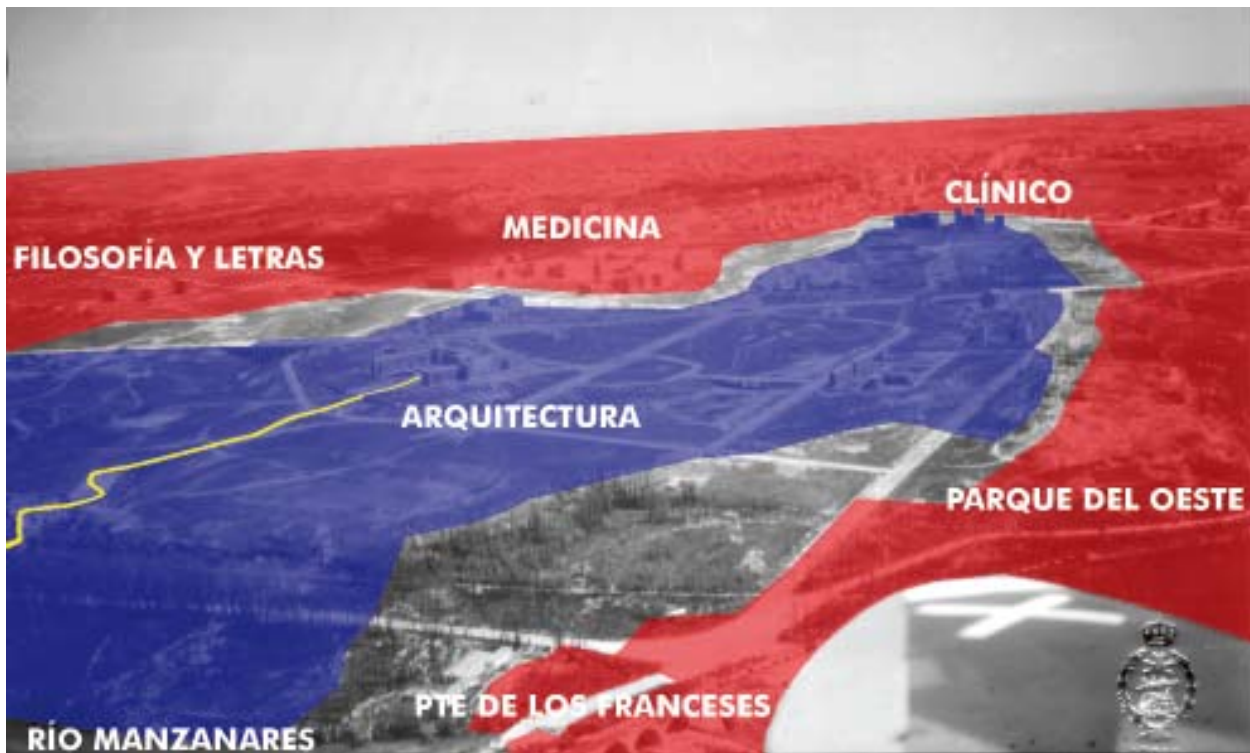 CLÍNICO
MEDICINA
FILOSOFÍA Y LETRAS
ARQUITECTURA
PARQUE DEL OESTE
PTE DE LOS FRANCESES
RÍO MANZANARES